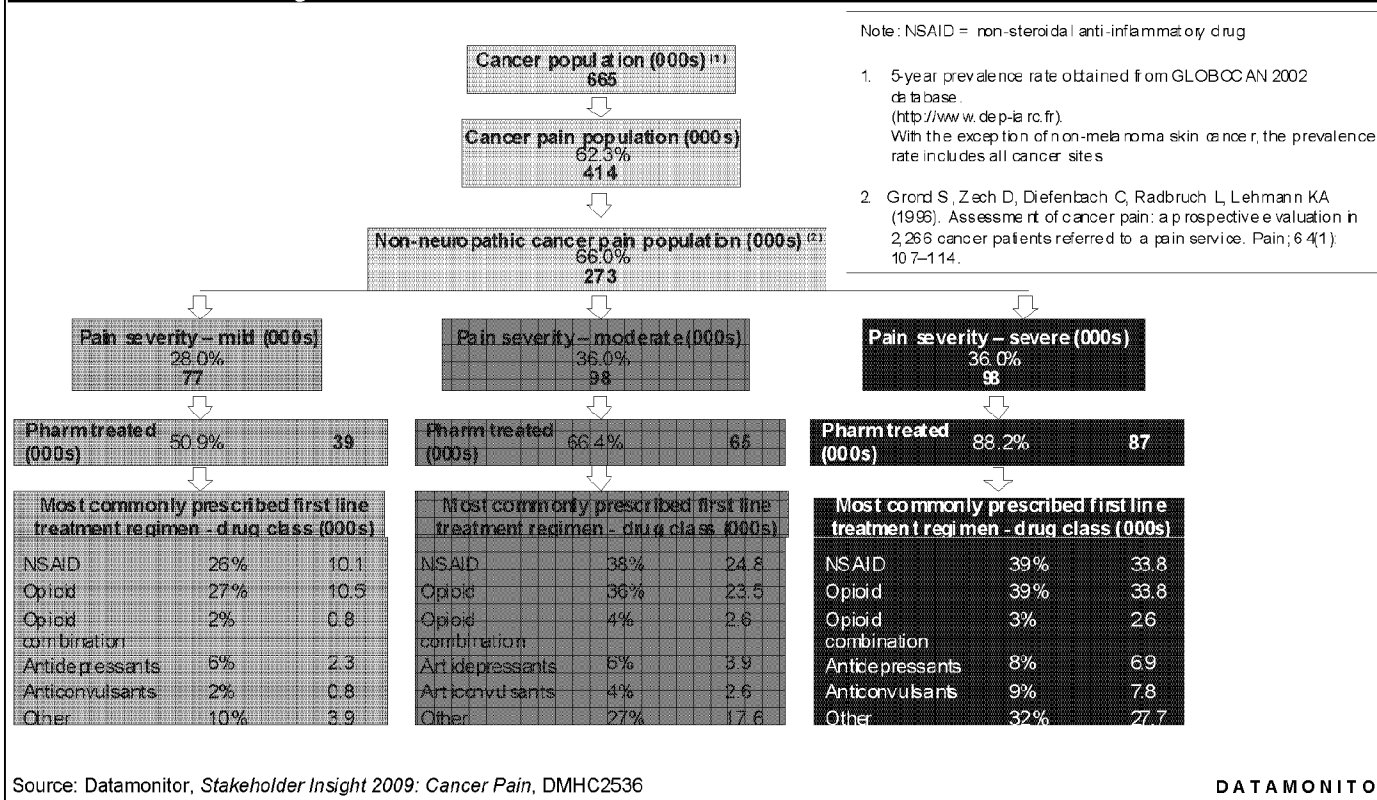 Note: NSAID = non-steroidal anti-inflammatory drug
1. 5-year prevalence rate obtained from GLOBOCAN 2002
database.
(http://www.dep-iarc.fr).
With the exception of non-melanoma skin cancer, the prevalence
rate includes all cancer sites
2. Grond S, Zech D, Diefenbach C, Radbruch L, Lehmann KA
(1996). Assessment of cancer pain: a prospective evaluation in
2,266 cancer patients referred to a pain service. Pain; 64(1):
107–114.
Cancer population (000s) (1)
665
Cancer pain population (000s)
62.3%
414
Non-neuropathic cancer pain population (000s) (2)
66.0%
273
Pain severity – mild (000s)
28.0%
77
Pharm treated
(000s) 50.9% 39
Most commonly prescribed first line
treatment regimen - drug class (000s)
NSAID 26% 10.1
Opioid 27% 10.5
Opioid 2% 0.8
combination
Antidepressants 6% 2.3
Anticonvulsants 2% 0.8
Other 10% 3.9
Pain severity – moderate (000s)
36.0%
98
Pharm treated
(000s) 66.4% 65
Most commonly prescribed first line
treatment regimen - drug class (000s)
NSAID 38% 24.8
Opioid 36% 23.5
Opioid 4% 2.6
combination
Antidepressants 6% 3.9
Anticonvulsants 4% 2.6
Other 27% 17.6
Pain severity – severe (000s)
36.0%
98
Pharm treated
(000s) 88.2% 87
Most commonly prescribed first line
treatment regimen - drug class (000s)
NSAID 39% 33.8
Opioid 39% 33.8
Opioid 3% 2.6
combination
Antidepressants 8% 6.9
Anticonvulsants 9% 7.8
Other 32% 27.7
Source: Datamonitor, Stakeholder Insight 2009: Cancer Pain, DMHC2536
DATAMONITO